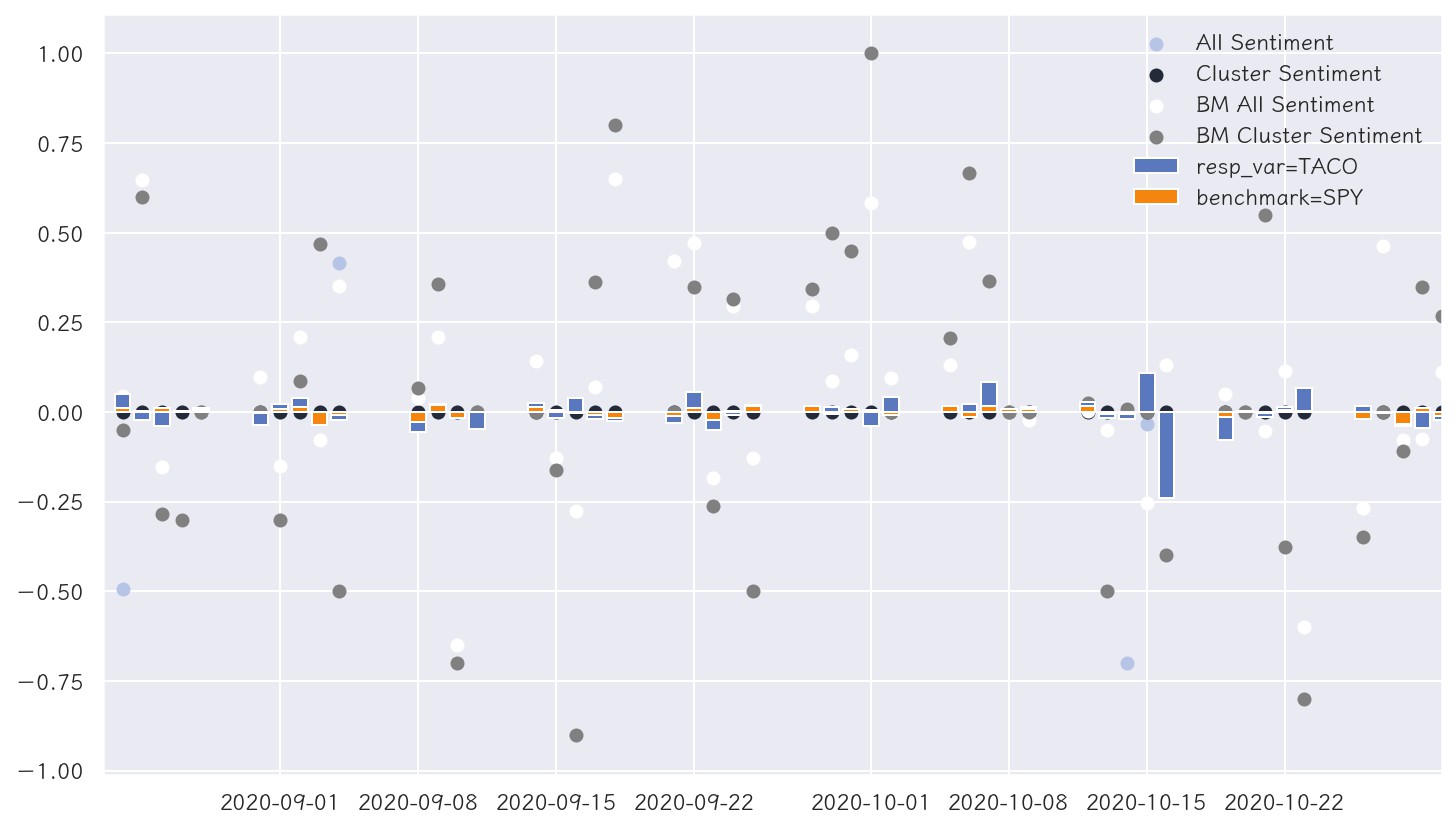 1.00
0.75
0.50
0.25
0.00
−0.25
−0.50
−0.75
−1.00
All Sentiment
Cluster Sentiment
BM All Sentiment
BM Cluster Sentiment
resp_var=TACO
benchmark=SPY
2020-09-01 2020-09-08 2020-09-15 2020-09-22 2020-10-01 2020-10-08 2020-10-15 2020-10-22